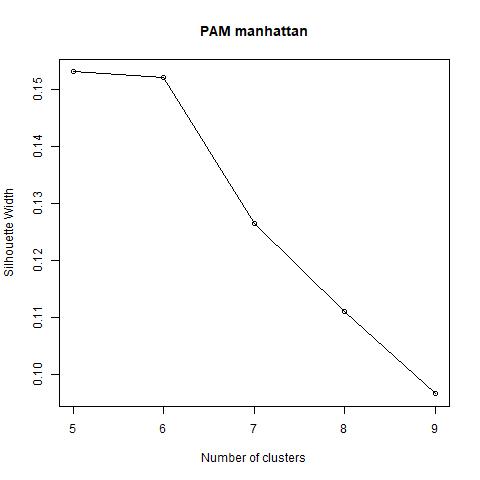 PAM manhattan
Silhouette Width
0.15
0.14
0.13
0.12
0.11
0.10
5 6 7 8 9
Number of clusters